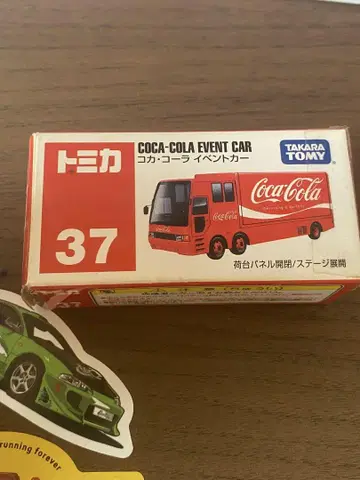 トミカ
37
COCA-COLA EVENT CAR
コカ・コーラ イベントカー
TAKARA
TOMY
Coca-Cola
Coca-Cola
荷台パネル開閉/ステージ展開
running forever